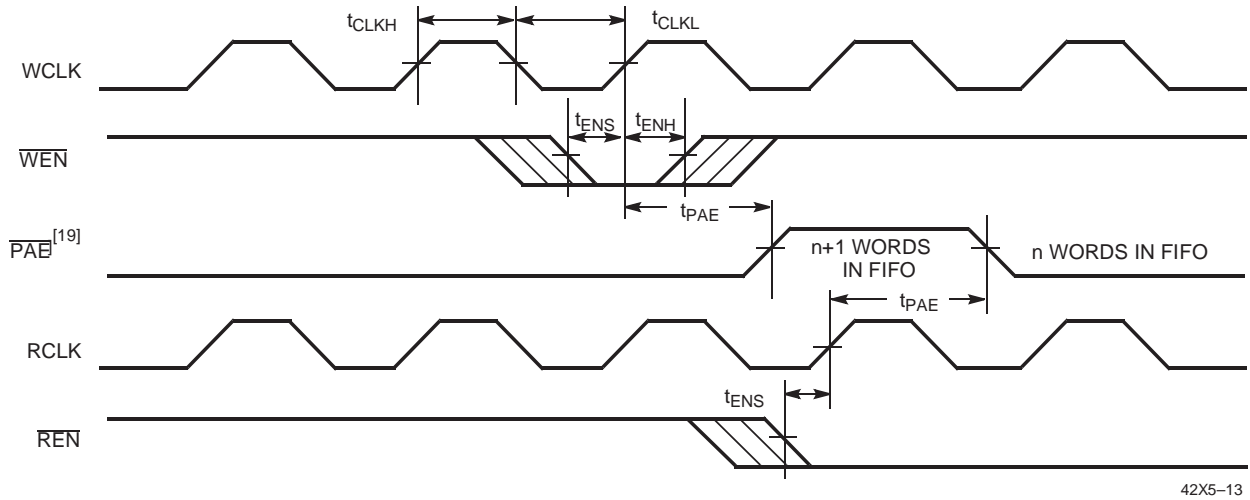 tCLKH
tCLKL
WCLK
tENS
tENH
WEN
tPAE
PAE[19]
n+1 WORDS
IN FIFO
n WORDS IN FIFO
tPAE
RCLK
tENS
REN
42X5–13